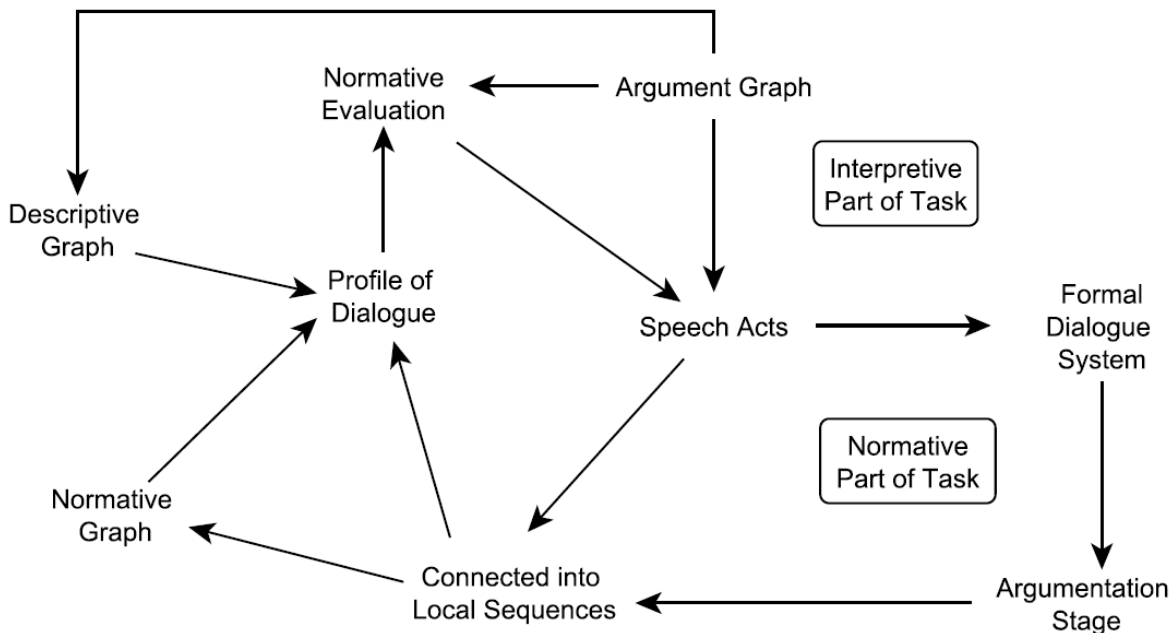 Normative
Evaluation
Argument Graph
Interpretive
Part of Task
Descriptive
Graph
Profile of
Dialogue
Speech Acts
Formal
Dialogue
System
Normative
Part of Task
Normative
Graph
Connected into
Local Sequences
Argumentation
Stage